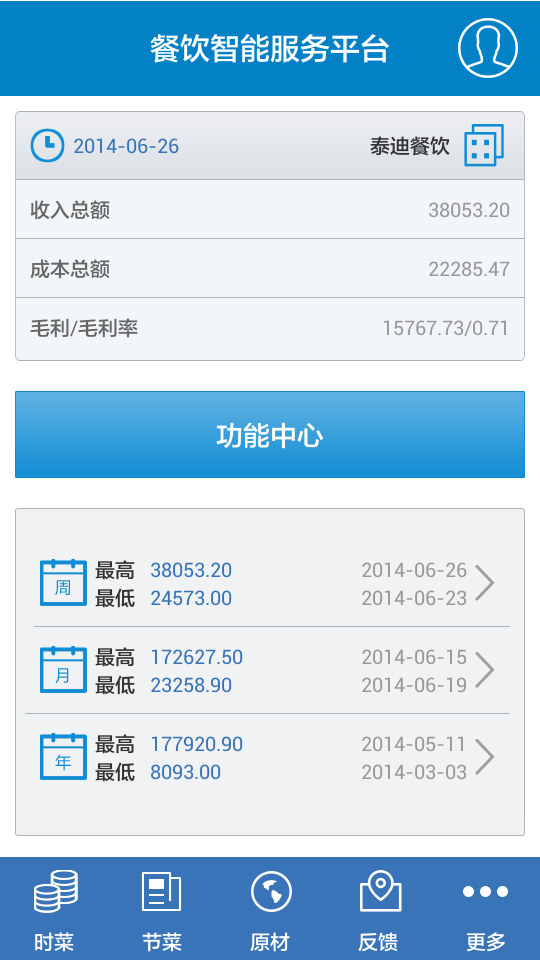 餐饮智能服务平台
2014-06-26 泰迪餐饮
收入总额 38053.20
成本总额 22285.47
毛利/毛利率 15767.73/0.71
功能中心
周 最高 38053.20 2014-06-26
最低 24573.00 2014-06-23
月 最高 172627.50 2014-06-15
最低 23258.90 2014-06-19
年 最高 177920.90 2014-05-11
最低 8093.00 2014-03-03
时菜 节菜 原材 反馈 更多